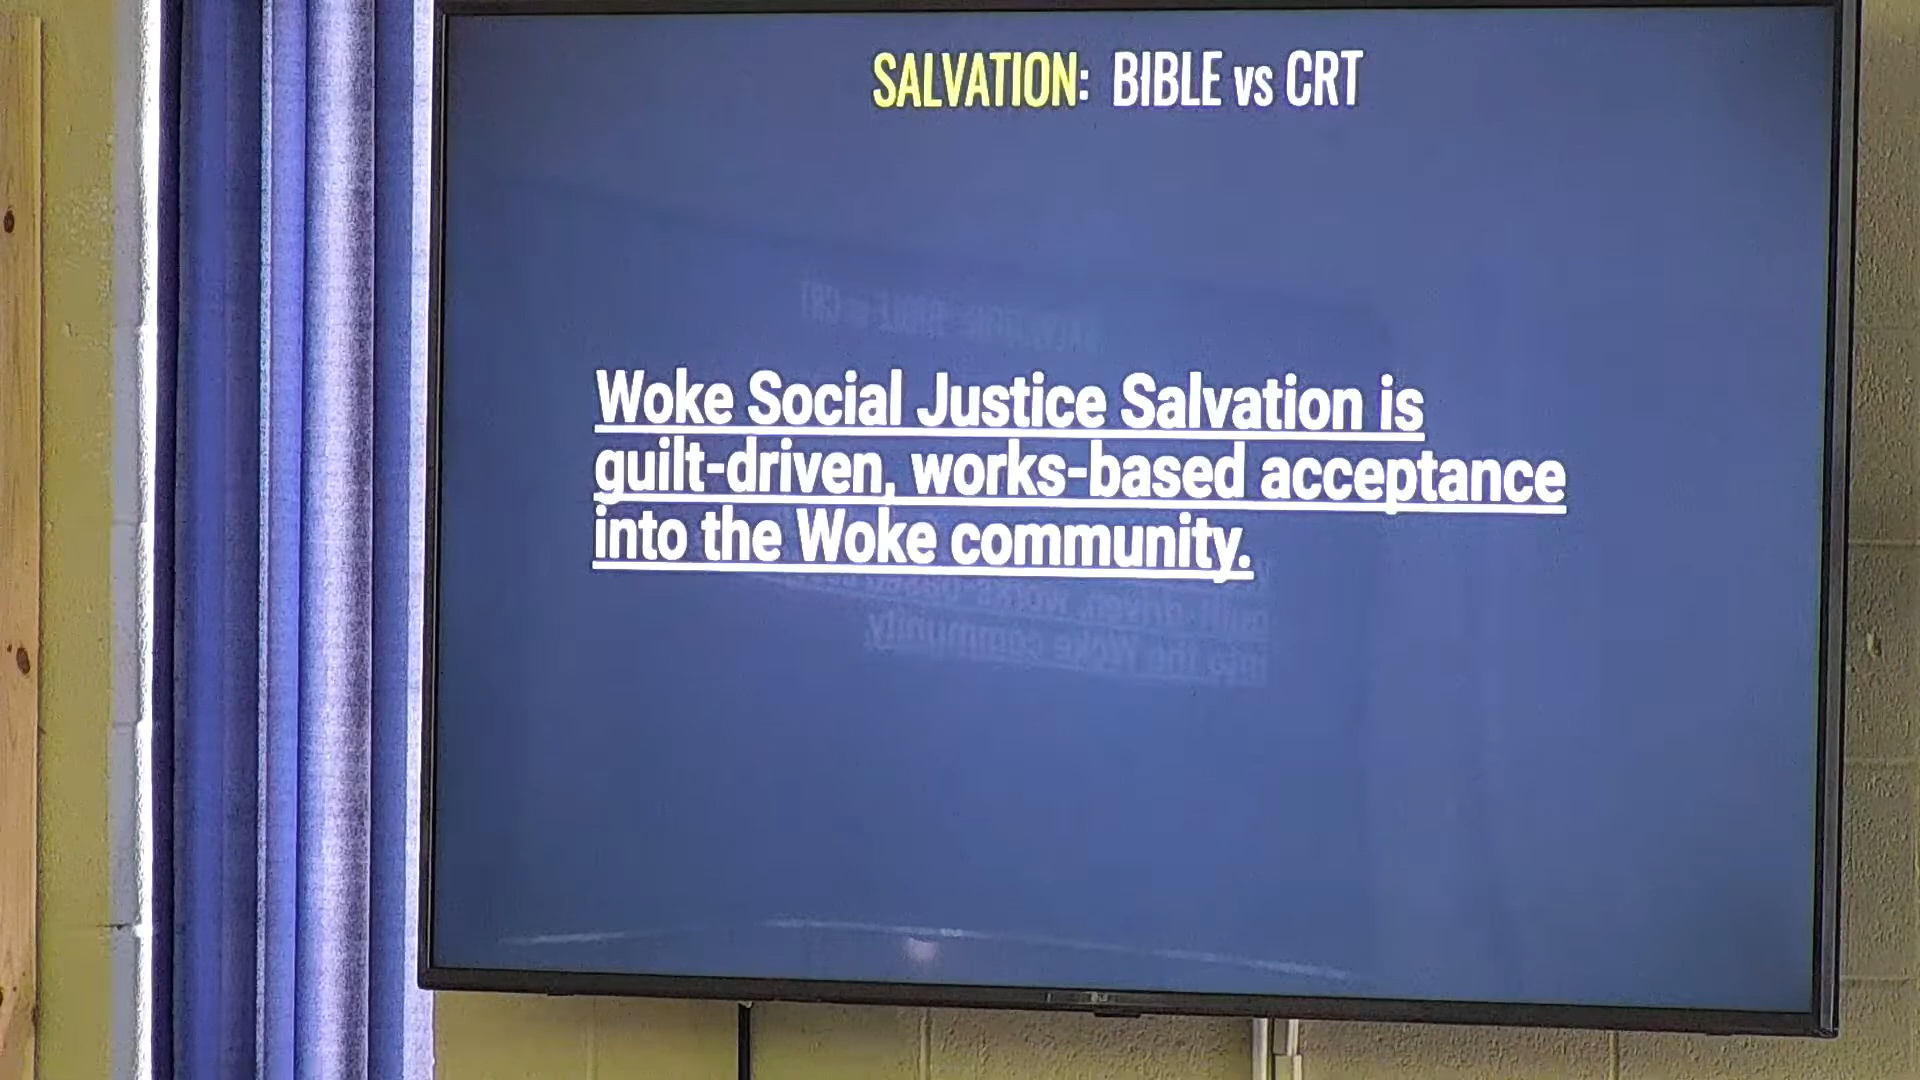 SALVATION: BIBLE vs CRT
Woke Social Justice Salvation is
guilt-driven, works-based acceptance
into the Woke community.